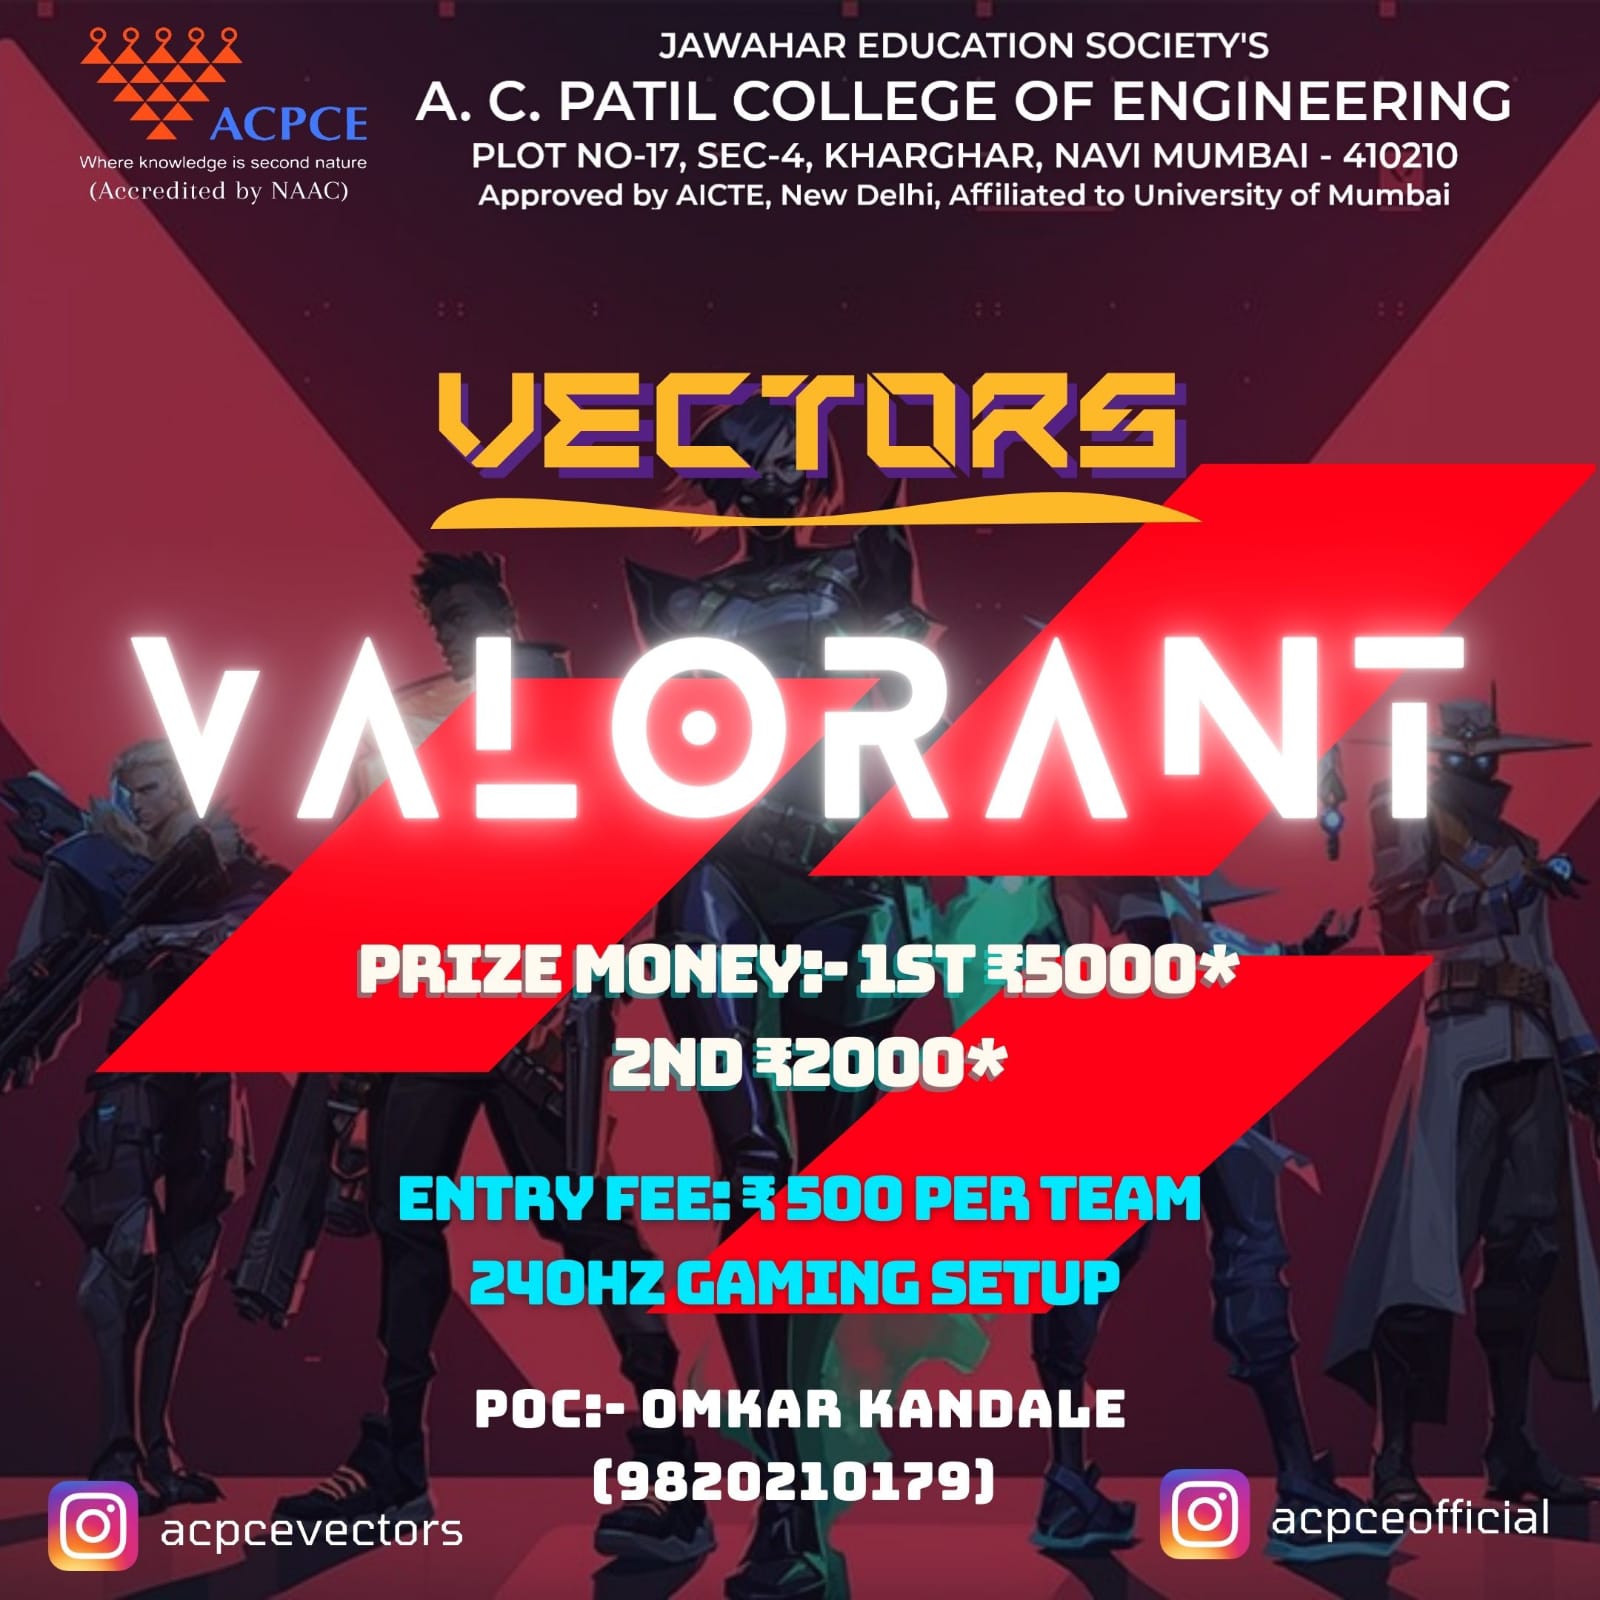 ACPCE
Where knowledge is second nature
(Accredited by NAAC)
JAWAHAR EDUCATION SOCIETY'S
A. C. PATIL COLLEGE OF ENGINEERING
PLOT NO-17, SEC-4, KHARGHAR, NAVI MUMBAI - 410210
Approved by AICTE, New Delhi, Affiliated to University of Mumbai
VECTORS
VALORANT
PRIZE MONEY:- 1ST ₹5000*
2ND ₹2000*
ENTRY FEE: ₹ 500 PER TEAM
240HZ GAMING SETUP
POC:- OMKAR KANDALE
(9820210179)
acpcevectors
acpceofficial